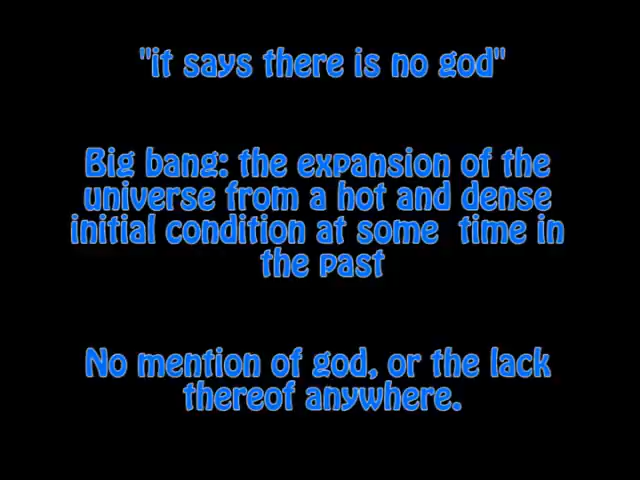 "it says there is no god"
Big bang: the expansion of the
universe from a hot and dense
initial condition at some  time in
the past
No mention of god, or the lack
thereof anywhere.